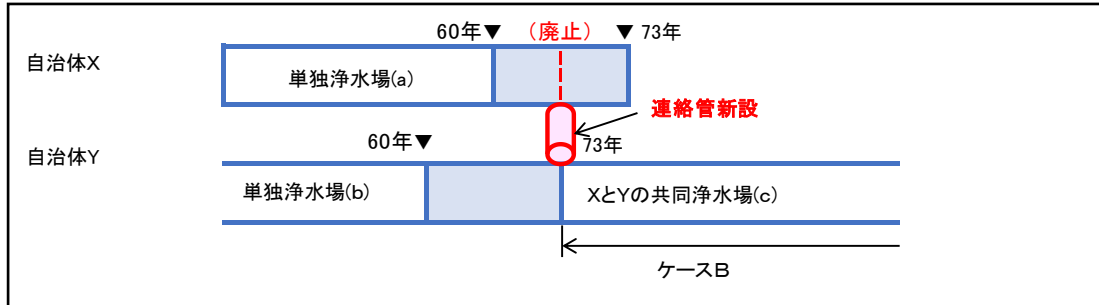 60年▼ （廃止） ▼ 73年
自治体X
単独浄水場(a)
連絡管新設
60年▼
73年
自治体Y
単独浄水場(b)
XとYの共同浄水場(c)
ケースB